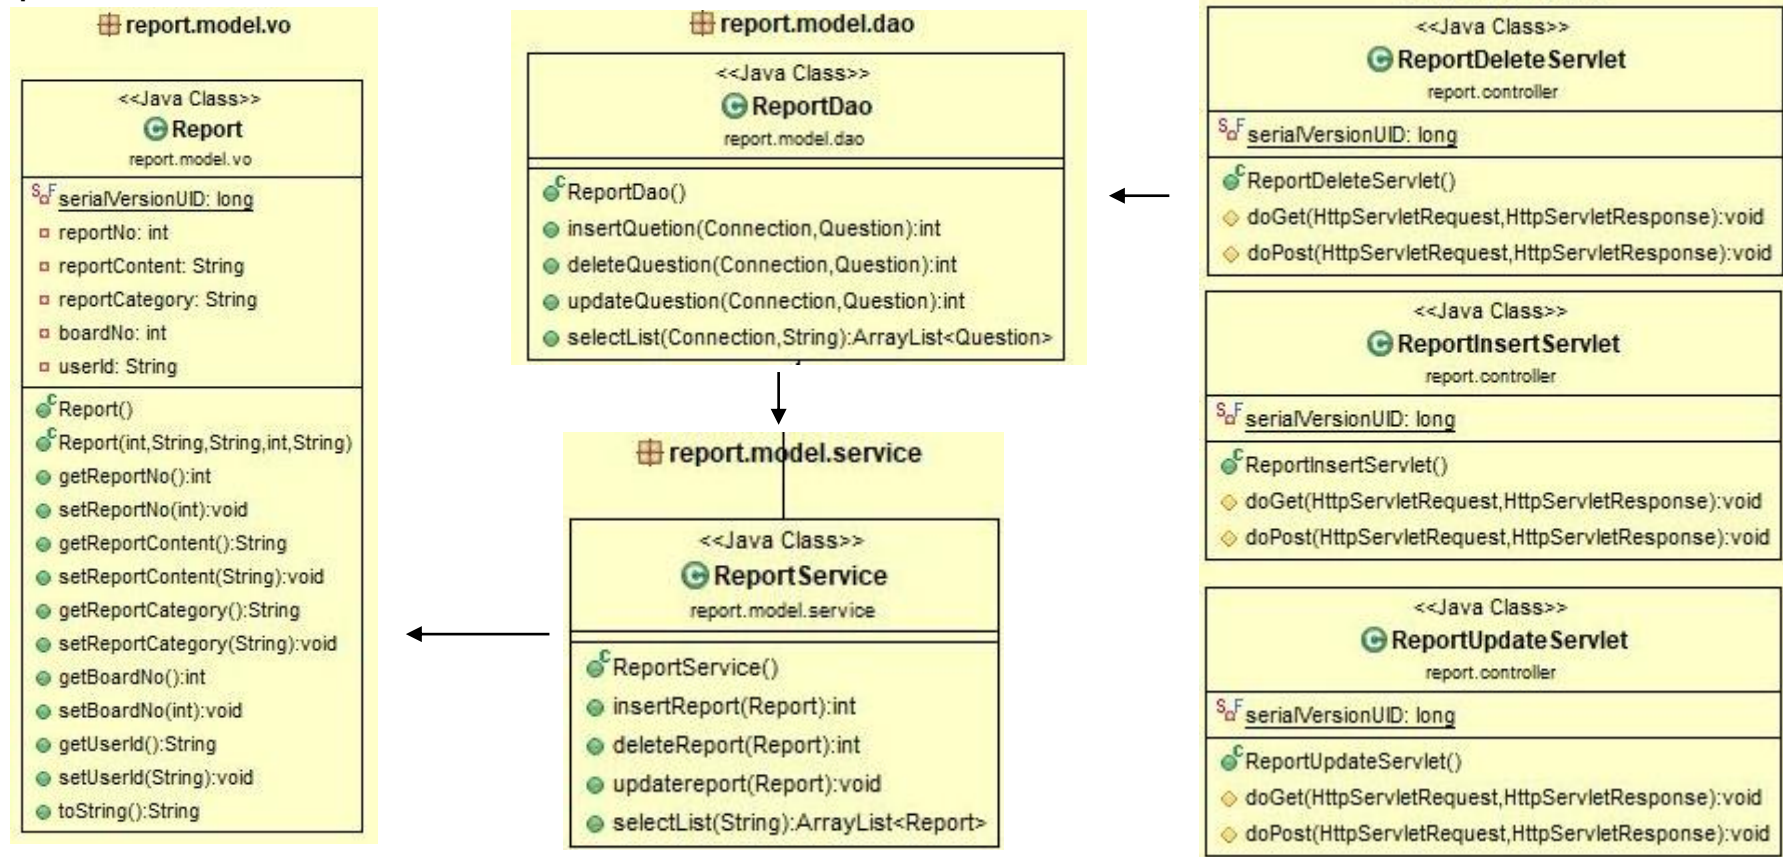 report.model.vo
<<Java Class>>
Report
report.model.vo
serialVersionUID: long
reportNo: int
reportContent: String
reportCategory: String
boardNo: int
userId: String
Report()
Report(int,String,String,int,String)
getReportNo():int
setReportNo(int):void
getReportContent():String
setReportContent(String):void
getReportCategory():String
setReportCategory(String):void
getBoardNo():int
setBoardNo(int):void
getUserId():String
setUserId(String):void
toString():String
report.model.dao
<<Java Class>>
ReportDao
report.model.dao
ReportDao()
insertQuetion(Connection,Question):int
deleteQuestion(Connection,Question):int
updateQuestion(Connection,Question):int
selectList(Connection,String):ArrayList<Question>
report.model.service
<<Java Class>>
ReportService
report.model.service
ReportService()
insertReport(Report):int
deleteReport(Report):int
updatereport(Report):void
selectList(String):ArrayList<Report>
<<Java Class>>
ReportDeleteServlet
report.controller
serialVersionUID: long
ReportDeleteServlet()
doGet(HttpServletRequest,HttpServletResponse):void
doPost(HttpServletRequest,HttpServletResponse):void
<<Java Class>>
ReportInsertServlet
report.controller
serialVersionUID: long
ReportInsertServlet()
doGet(HttpServletRequest,HttpServletResponse):void
doPost(HttpServletRequest,HttpServletResponse):void
<<Java Class>>
ReportUpdateServlet
report.controller
serialVersionUID: long
ReportUpdateServlet()
doGet(HttpServletRequest,HttpServletResponse):void
doPost(HttpServletRequest,HttpServletResponse):void